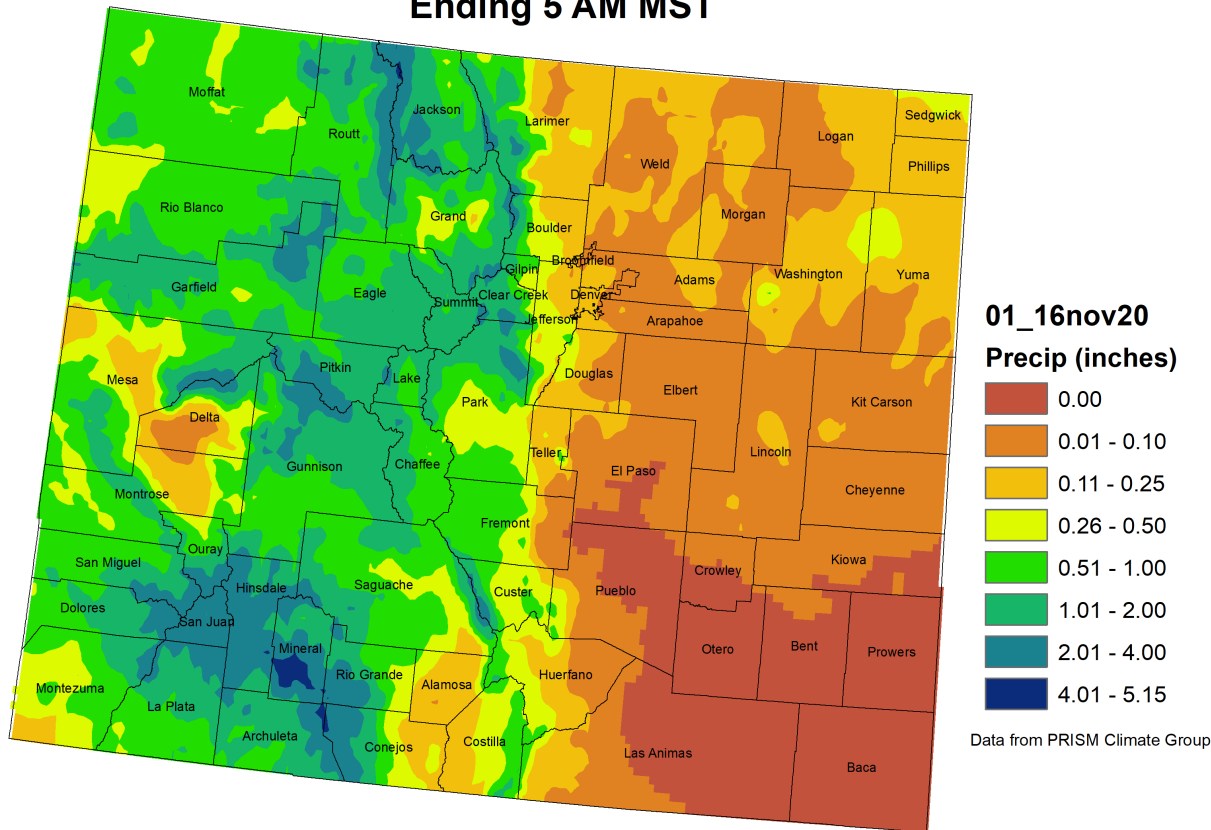 Ending 5 AM MST
Moffat
Jackson
Larimer
Sedgwick
Routt
Logan
Weld
Phillips
Rio Blanco
Grand
Morgan
Boulder
Broomfield
Gilpin
Garfield
Eagle
Summit
Clear Creek
Denver
Adams
Washington
Yuma
Jefferson
Arapahoe
Mesa
Pitkin
Lake
Douglas
Elbert
Kit Carson
Park
Delta
Gunnison
Chaffee
Teller
El Paso
Lincoln
Montrose
Cheyenne
Fremont
Ouray
San Miguel
Kiowa
Hinsdale
Saguache
Custer
Pueblo
Crowley
Dolores
San Juan
Mineral
Otero
Bent
Prowers
Rio Grande
Huerfano
Montezuma
Alamosa
La Plata
Archuleta
Conejos
Costilla
Las Animas
Baca
01_16nov20
Precip (inches)
0.00
0.01 - 0.10
0.11 - 0.25
0.26 - 0.50
0.51 - 1.00
1.01 - 2.00
2.01 - 4.00
4.01 - 5.15
Data from PRISM Climate Group